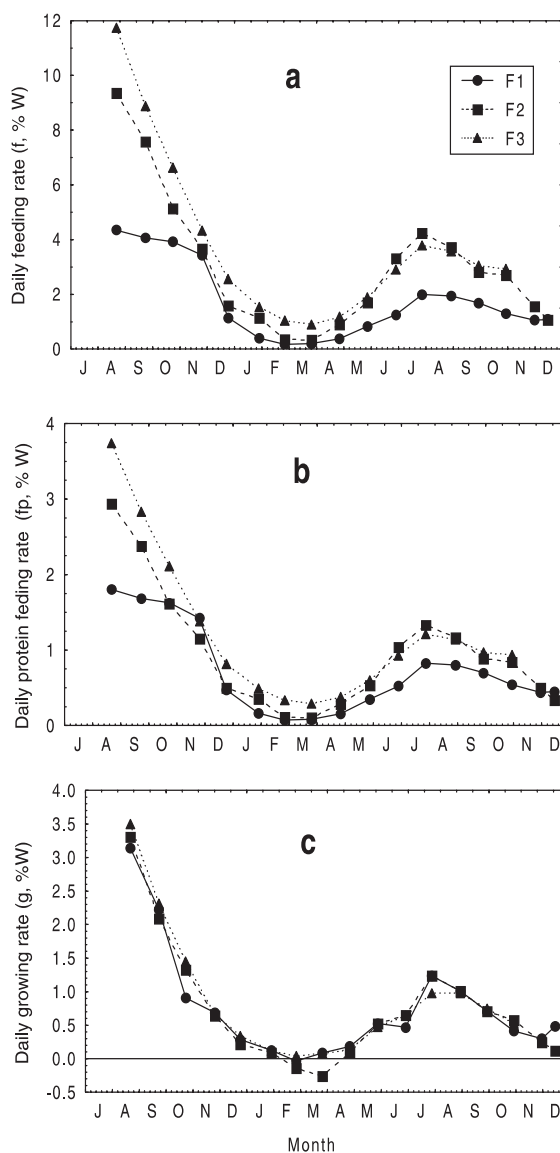 a
Daily feeding rate (f, % W)
14
12
10
8
6
4
2
0
F1
F2
F3
J A S O N D J F M A M J J A S O N D
b
Daily protein feding rate (fp, % W)
4
3
2
1
0
J A S O N D J F M A M J J A S O N D
c
Daily growing rate (g, %W)
4.0
3.5
3.0
2.5
2.0
1.5
1.0
0.5
0.0
-0.5
J A S O N D J F M A M J J A S O N D
Month